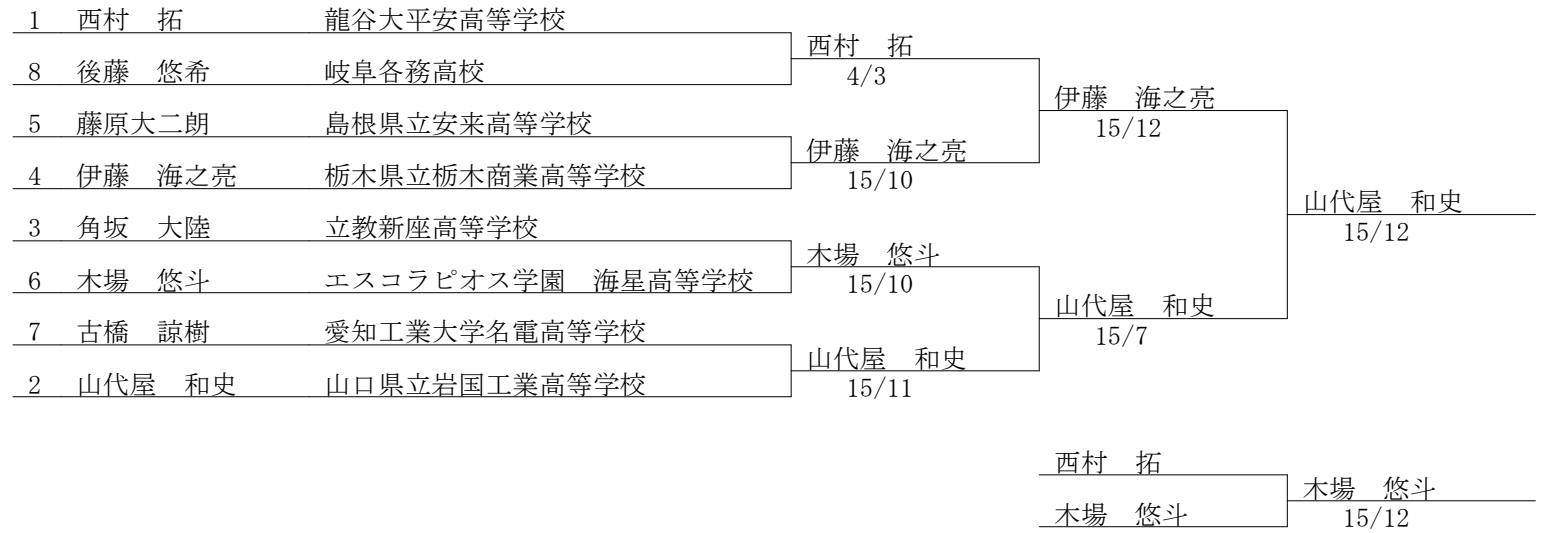 1 西村　拓 龍谷大平安高等学校
西村　拓
8 後藤　悠希 岐阜各務高校
4/3
伊藤　海之亮
5 藤原大二朗 島根県立安来高等学校
15/12
伊藤　海之亮
4 伊藤　海之亮 栃木県立栃木商業高等学校
15/10
山代屋　和史
3 角坂　大陸 立教新座高等学校
15/12
木場　悠斗
6 木場　悠斗 エスコラピオス学園　海星高等学校
15/10
山代屋　和史
7 古橋　諒樹 愛知工業大学名電高等学校
15/7
山代屋　和史
2 山代屋　和史 山口県立岩国工業高等学校
15/11
西村　拓
木場　悠斗
木場　悠斗
15/12